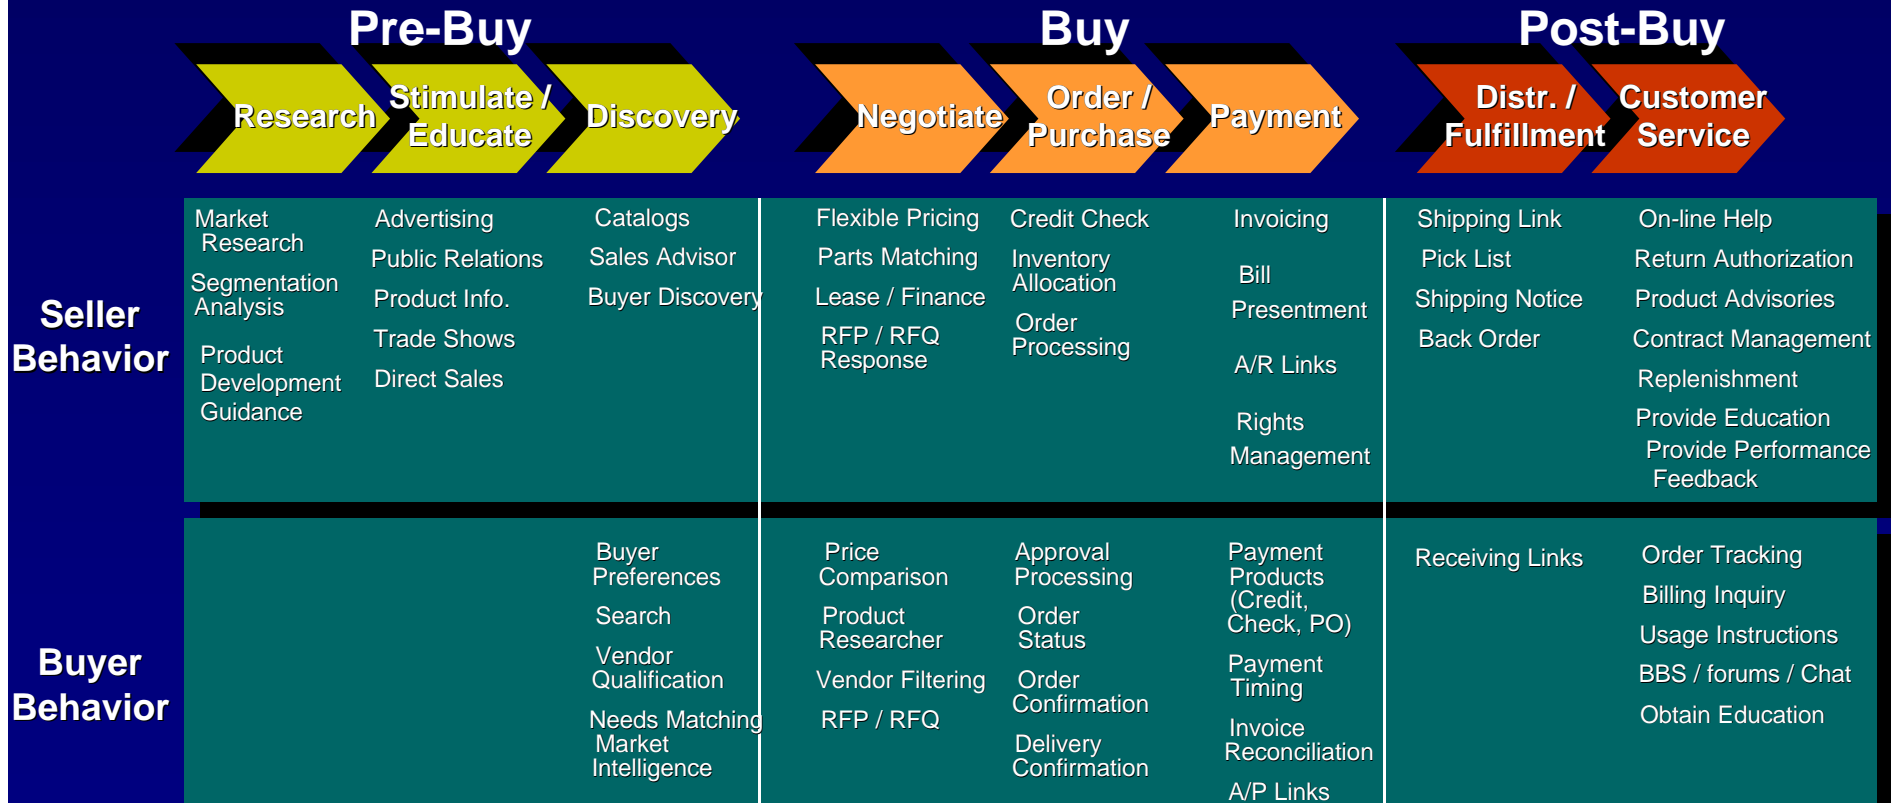 Pre-Buy
Buy
Post-Buy
Research
Stimulate /
Educate
Discovery
Negotiate
Order /
Purchase
Payment
Distr. /
Fulfillment
Customer
Service
Seller
Behavior
Market
Research
Segmentation
Analysis
Product
Development
Guidance
Advertising
Public Relations
Product Info.
Trade Shows
Direct Sales
Catalogs
Sales Advisor
Buyer Discovery
Flexible Pricing
Parts Matching
Lease / Finance
RFP / RFQ
Response
Credit Check
Inventory
Allocation
Order
Processing
Invoicing
Bill
Presentment
A/R Links
Rights
Management
Shipping Link
Pick List
Shipping Notice
Back Order
On-line Help
Return Authorization
Product Advisories
Contract Management
Replenishment
Provide Education
Provide Performance
Feedback
Buyer
Behavior
Buyer
Preferences
Search
Vendor
Qualification
Needs Matching
Market
Intelligence
Price
Comparison
Product
Researcher
Vendor Filtering
RFP / RFQ
Approval
Processing
Order
Status
Order
Confirmation
Delivery
Confirmation
Payment
Products
(Credit,
Check, PO)
Payment
Timing
Invoice
Reconciliation
A/P Links
Receiving Links
Order Tracking
Billing Inquiry
Usage Instructions
BBS / forums / Chat
Obtain Education